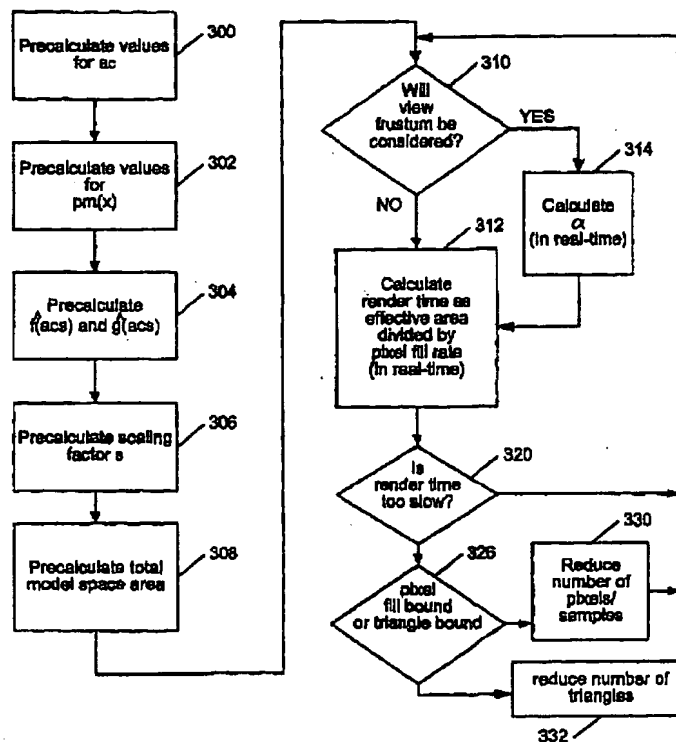 Precalculate values
for ac
300
Precalculate values
for
pm(x)
302
Precalculate
f̂(acs) and ĝ(acs)
304
Precalculate scaling
factor s
306
Precalculate total
model space area
308
310
Will
view
frustum be
considered?
YES
NO
314
Calculate
α
(in real-time)
312
Calculate
render time as
effective area
divided by
pixel fill rate
(in real-time)
320
Is
render time
too slow?
326
pixel
fill bound
or triangle bound
330
Reduce
number of
pixels/
samples
reduce number of
triangles
332